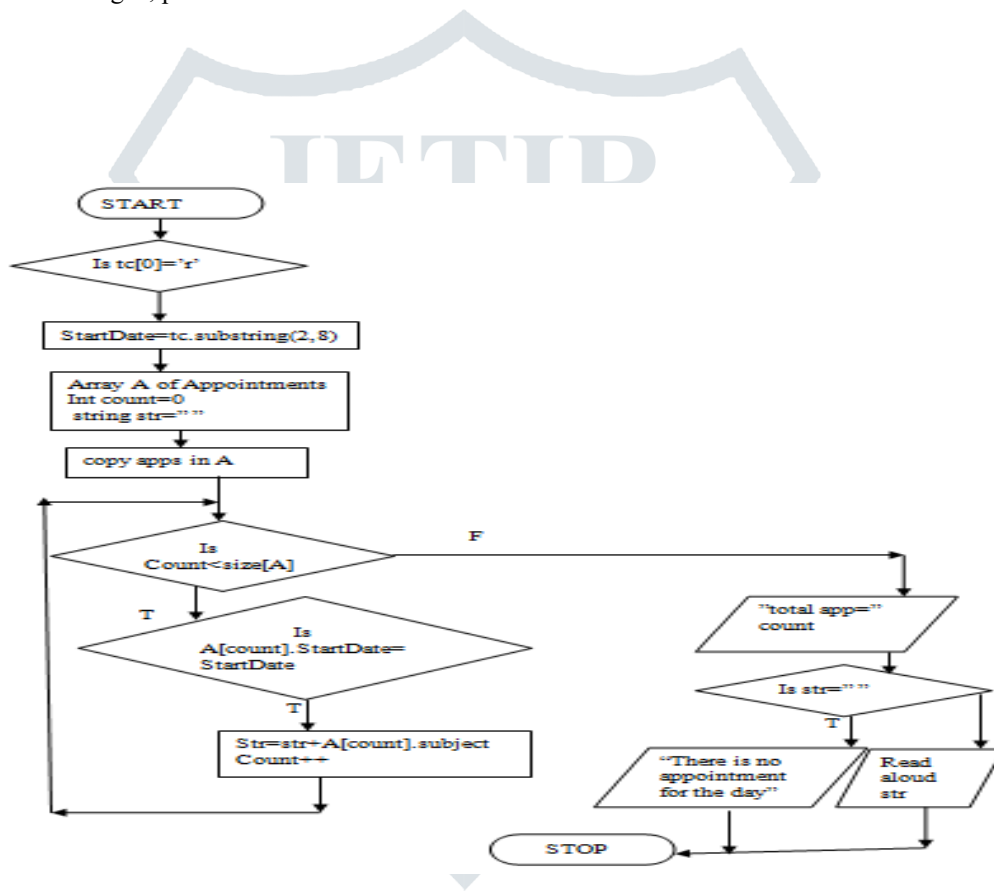 JETIR
START
Is tc[0]='r'
StartDate=tc.substring(2,8)
Array A of Appointments
Int count=0
string str=" "
copy apps in A
Is
Count<size[A]
F
T
Is
A[count].StartDate=
StartDate
T
Str=str+A[count].subject
Count++
"total app="
count
Is str=" "
T
"There is no
appointment
for the day"
Read
aloud
str
STOP